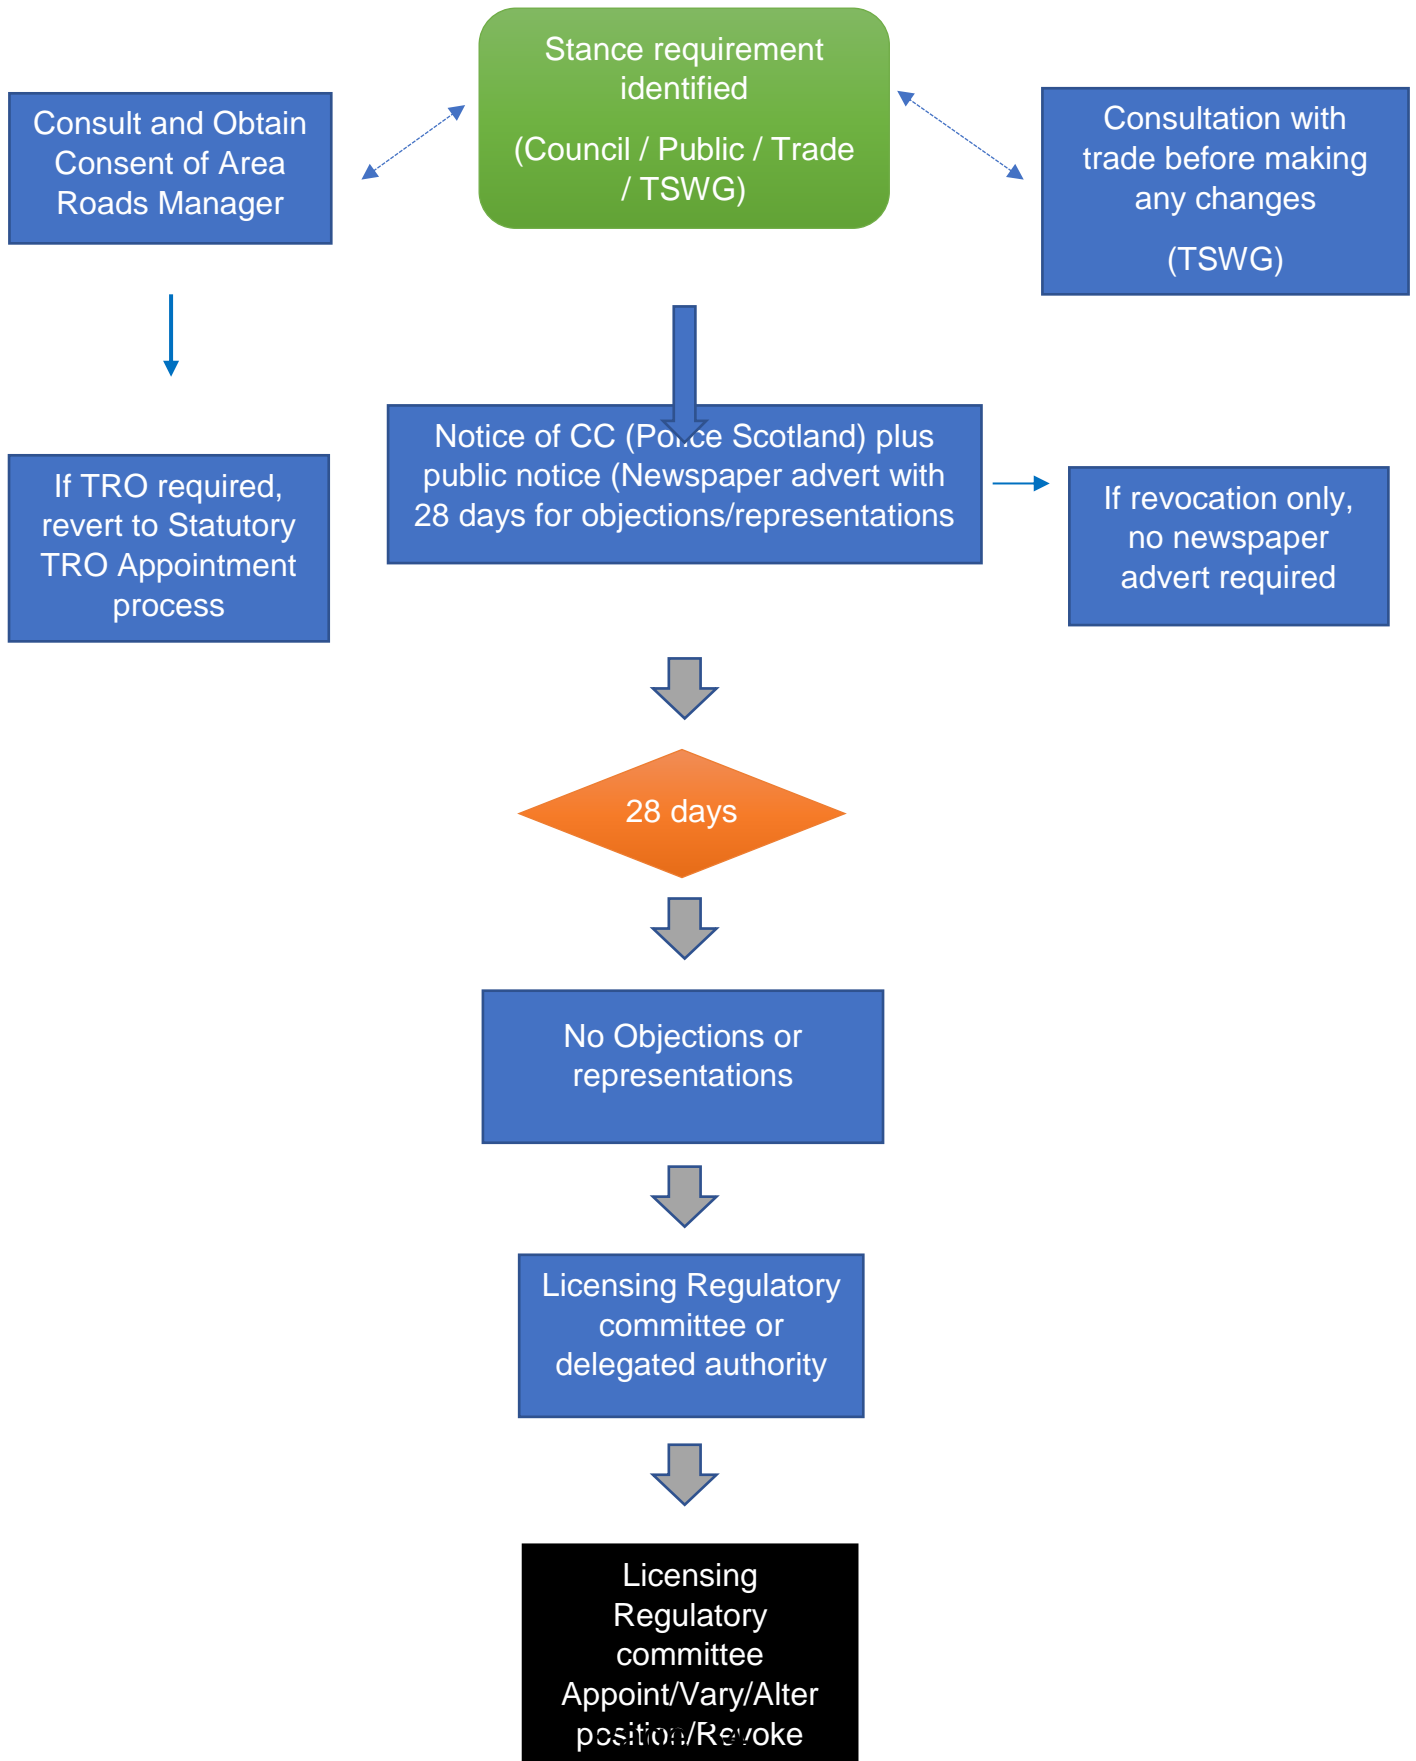 Stance requirement
identified
(Council / Public / Trade
/ TSWG)
Consult and Obtain
Consent of Area
Roads Manager
Consultation with
trade before making
any changes
(TSWG)
Notice of CC (Police Scotland) plus
public notice (Newspaper advert with
28 days for objections/representations
If TRO required,
revert to Statutory
TRO Appointment
process
If revocation only,
no newspaper
advert required
28 days
No Objections or
representations
Licensing Regulatory
committee or
delegated authority
Licensing
Regulatory
committee
Appoint/Vary/Alter
position/Revoke